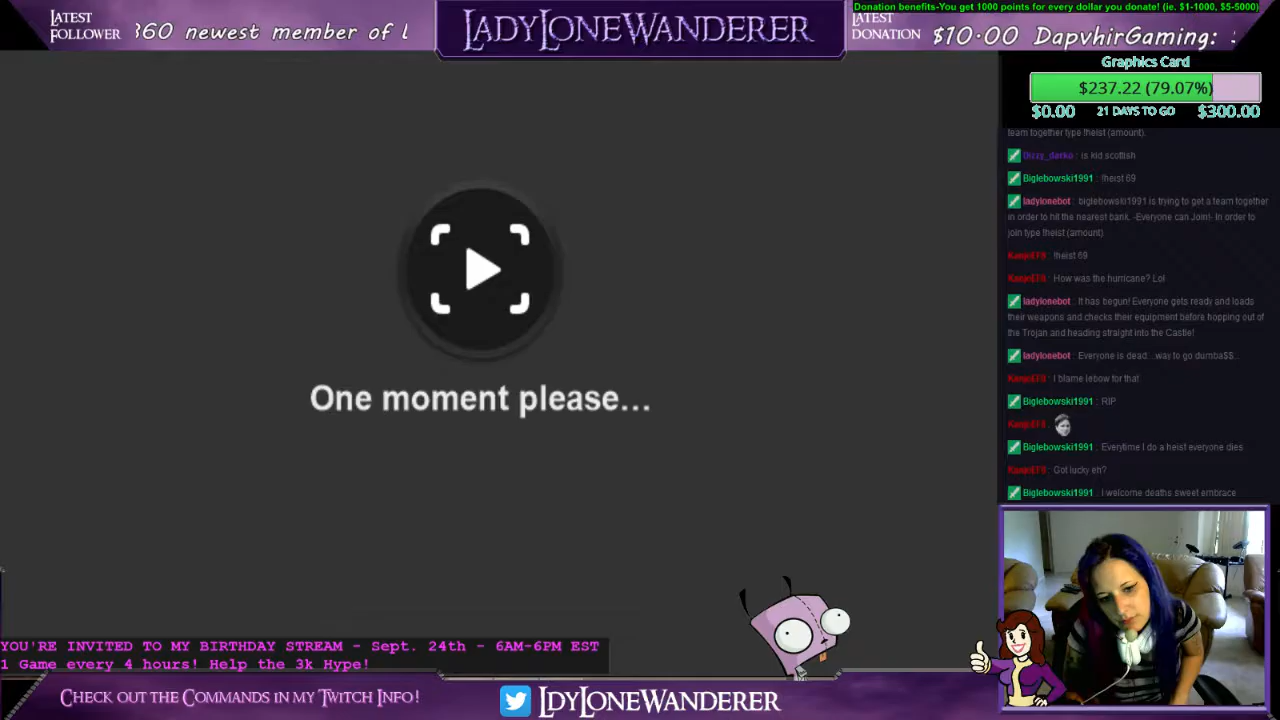 LATEST FOLLOWER
360 newest member of l
LADYLONEWANDERER
Donation benefits-You get 1000 points for every dollar you donate! (ie. $1-1000, $5-5000)
LATEST DONATION
$10.00 DapvhirGaming:
Graphics Card
$237.22 (79.07%)
$0.00 21 DAYS TO GO $300.00
team together type !heist (amount).
Dizzy_darko : is kid scottish
Biglebowski1991 : !heist 69
ladylonebot : biglebowski1991 is trying to get a team together
in order to hit the nearest bank. -Everyone can Join!- In order to
join type !heist (amount).
!heist 69
How was the hurricane? Lol
ladylonebot : It has begun! Everyone gets ready and loads
their weapons and checks their equipment before hopping out of
the Trojan and heading straight into the Castle!
ladylonebot : Everyone is dead...way to go dumba$$...
I blame lebow for that
Biglebowski1991 : RIP
Biglebowski1991 : Everytime I do a heist everyone dies
Got lucky eh?
Biglebowski1991 : I welcome deaths sweet embrace
One moment please...
YOU'RE INVITED TO MY BIRTHDAY STREAM - Sept. 24th - 6AM-6PM EST
1 Game every 4 hours! Help the 3k Hype!
CHECK OUT THE COMMANDS IN MY TWITCH INFO!
LDYLONEWANDERER